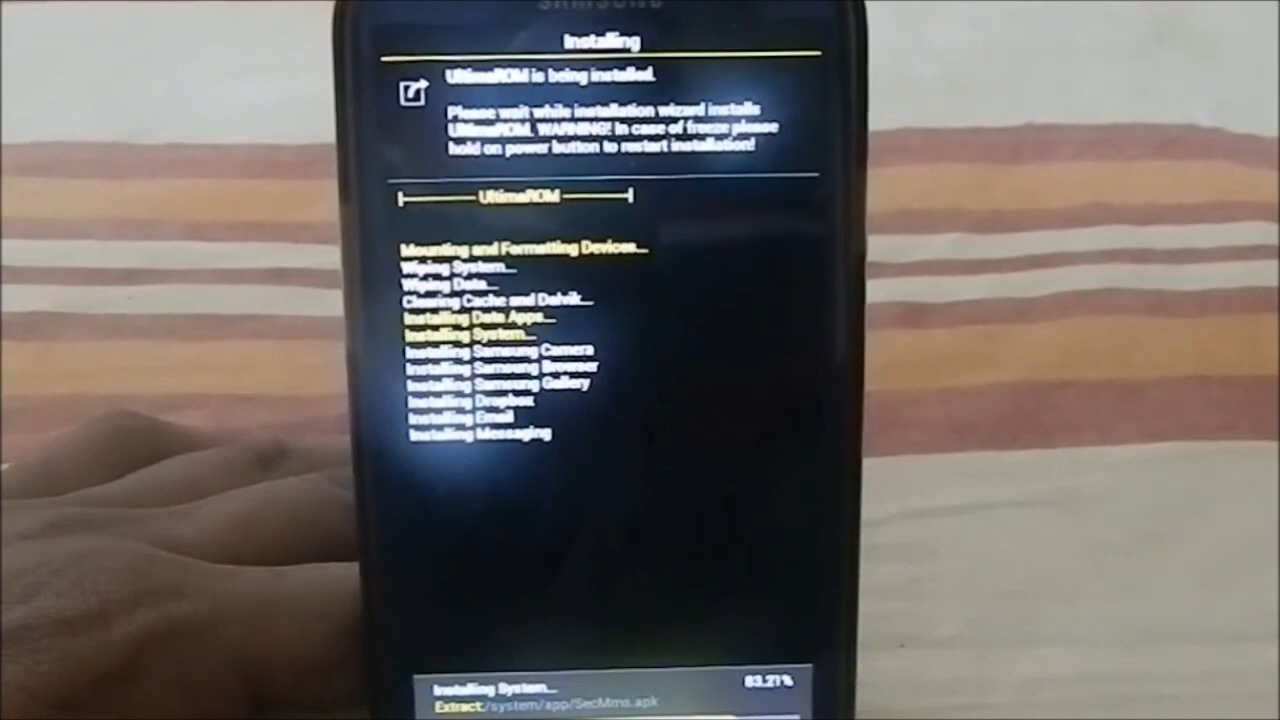 SAMSUNG
Installing
UltimaROM is being installed.
Please wait while installation wizard installs
UltimaROM. WARNING! In case of freeze please
hold on power button to restart installation!
UltimaROM
Mounting and Formatting Devices...
Wiping System...
Wiping Data...
Clearing Cache and Dalvik...
Installing Data Apps...
Installing System...
Installing Samsung Camera
Installing Samsung Browser
Installing Samsung Gallery
Installing Dropbox
Installing Email
Installing Messaging
Installing System... 83.21%
Extract:/system/app/SecMms.apk